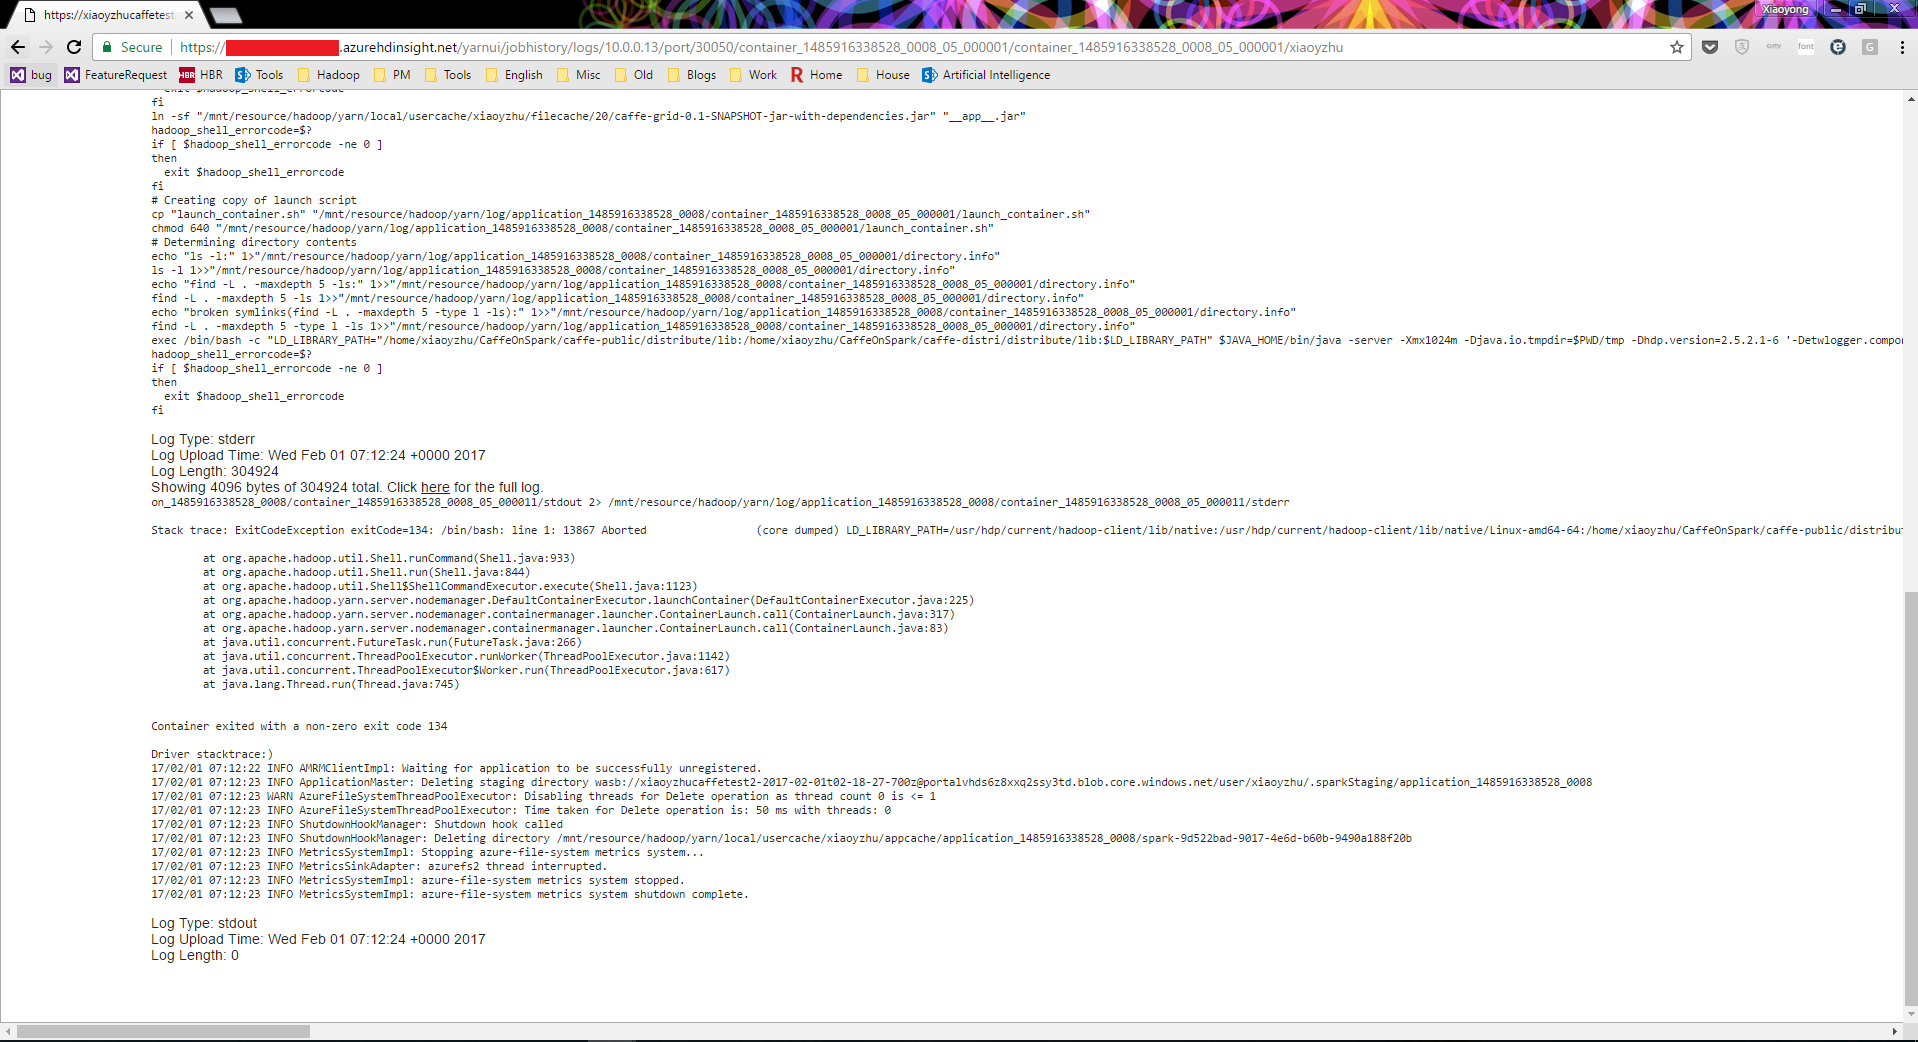 Xiaoyong
https://xiaoyzhucaffetest
Secure https:// .azurehdinsight.net/yarnui/jobhistory/logs/10.0.0.13/port/30050/container_1485916338528_0008_05_000001/container_1485916338528_0008_05_000001/xiaoyzhu
bug FeatureRequest HBR HBR Tools Hadoop PM Tools English Misc Old Blogs Work Home House Artificial Intelligence
exit $hadoop_shell_errorcode
fi
ln -sf "/mnt/resource/hadoop/yarn/local/usercache/xiaoyzhu/filecache/20/caffe-grid-0.1-SNAPSHOT-jar-with-dependencies.jar" "__app__.jar"
hadoop_shell_errorcode=$?
if [ $hadoop_shell_errorcode -ne 0 ]
then
exit $hadoop_shell_errorcode
fi
# Creating copy of launch script
cp "launch_container.sh" "/mnt/resource/hadoop/yarn/log/application_1485916338528_0008/container_1485916338528_0008_05_000001/launch_container.sh"
chmod 640 "/mnt/resource/hadoop/yarn/log/application_1485916338528_0008/container_1485916338528_0008_05_000001/launch_container.sh"
# Determining directory contents
echo "ls -l:" 1>"/mnt/resource/hadoop/yarn/log/application_1485916338528_0008/container_1485916338528_0008_05_000001/directory.info"
ls -l 1>>"/mnt/resource/hadoop/yarn/log/application_1485916338528_0008/container_1485916338528_0008_05_000001/directory.info"
echo "find -L . -maxdepth 5 -ls:" 1>>"/mnt/resource/hadoop/yarn/log/application_1485916338528_0008/container_1485916338528_0008_05_000001/directory.info"
find -L . -maxdepth 5 -ls 1>>"/mnt/resource/hadoop/yarn/log/application_1485916338528_0008/container_1485916338528_0008_05_000001/directory.info"
echo "broken symlinks(find -L . -maxdepth 5 -type l -ls):" 1>>"/mnt/resource/hadoop/yarn/log/application_1485916338528_0008/container_1485916338528_0008_05_000001/directory.info"
find -L . -maxdepth 5 -type l -ls 1>>"/mnt/resource/hadoop/yarn/log/application_1485916338528_0008/container_1485916338528_0008_05_000001/directory.info"
exec /bin/bash -c "LD_LIBRARY_PATH="/home/xiaoyzhu/CaffeOnSpark/caffe-public/distribute/lib:/home/xiaoyzhu/CaffeOnSpark/caffe-distri/distribute/lib:$LD_LIBRARY_PATH" $JAVA_HOME/bin/java -server -Xmx1024m -Djava.io.tmpdir=$PWD/tmp -Dhdp.version=2.5.2.1-6 '-Detwlogger.compo
hadoop_shell_errorcode=$?
if [ $hadoop_shell_errorcode -ne 0 ]
then
exit $hadoop_shell_errorcode
fi
Log Type: stderr
Log Upload Time: Wed Feb 01 07:12:24 +0000 2017
Log Length: 304924
Showing 4096 bytes of 304924 total. Click here for the full log.
on_1485916338528_0008/container_1485916338528_0008_05_000011/stdout 2> /mnt/resource/hadoop/yarn/log/application_1485916338528_0008/container_1485916338528_0008_05_000011/stderr
Stack trace: ExitCodeException exitCode=134: /bin/bash: line 1: 13867 Aborted (core dumped) LD_LIBRARY_PATH=/usr/hdp/current/hadoop-client/lib/native:/usr/hdp/current/hadoop-client/lib/native/Linux-amd64-64:/home/xiaoyzhu/CaffeOnSpark/caffe-public/distribut
at org.apache.hadoop.util.Shell.runCommand(Shell.java:933)
at org.apache.hadoop.util.Shell.run(Shell.java:844)
at org.apache.hadoop.util.Shell$ShellCommandExecutor.execute(Shell.java:1123)
at org.apache.hadoop.yarn.server.nodemanager.DefaultContainerExecutor.launchContainer(DefaultContainerExecutor.java:225)
at org.apache.hadoop.yarn.server.nodemanager.containermanager.launcher.ContainerLaunch.call(ContainerLaunch.java:317)
at org.apache.hadoop.yarn.server.nodemanager.containermanager.launcher.ContainerLaunch.call(ContainerLaunch.java:83)
at java.util.concurrent.FutureTask.run(FutureTask.java:266)
at java.util.concurrent.ThreadPoolExecutor.runWorker(ThreadPoolExecutor.java:1142)
at java.util.concurrent.ThreadPoolExecutor$Worker.run(ThreadPoolExecutor.java:617)
at java.lang.Thread.run(Thread.java:745)
Container exited with a non-zero exit code 134
Driver stacktrace:)
17/02/01 07:12:22 INFO AMRMClientImpl: Waiting for application to be successfully unregistered.
17/02/01 07:12:23 INFO ApplicationMaster: Deleting staging directory wasb://xiaoyzhucaffetest2-2017-02-01t02-18-27-700z@portalvhds6z8xxq2ssy3td.blob.core.windows.net/user/xiaoyzhu/.sparkStaging/application_1485916338528_0008
17/02/01 07:12:23 WARN AzureFileSystemThreadPoolExecutor: Disabling threads for Delete operation as thread count 0 is <= 1
17/02/01 07:12:23 INFO AzureFileSystemThreadPoolExecutor: Time taken for Delete operation is: 50 ms with threads: 0
17/02/01 07:12:23 INFO ShutdownHookManager: Shutdown hook called
17/02/01 07:12:23 INFO ShutdownHookManager: Deleting directory /mnt/resource/hadoop/yarn/local/usercache/xiaoyzhu/appcache/application_1485916338528_0008/spark-9d522bad-9017-4e6d-b60b-9490a188f20b
17/02/01 07:12:23 INFO MetricsSystemImpl: Stopping azure-file-system metrics system...
17/02/01 07:12:23 INFO MetricsSinkAdapter: azurefs2 thread interrupted.
17/02/01 07:12:23 INFO MetricsSystemImpl: azure-file-system metrics system stopped.
17/02/01 07:12:23 INFO MetricsSystemImpl: azure-file-system metrics system shutdown complete.
Log Type: stdout
Log Upload Time: Wed Feb 01 07:12:24 +0000 2017
Log Length: 0